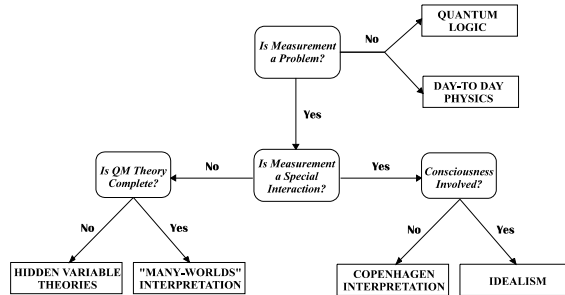 QUANTUM
LOGIC
Is Measurement
a Problem?
No
DAY-TO DAY
PHYSICS
Yes
Is QM Theory
Complete?
No
Is Measurement
a Special
Interaction?
Yes
Consciousness
Involved?
No
Yes
No
Yes
HIDDEN VARIABLE
THEORIES
"MANY-WORLDS"
INTERPRETATION
COPENHAGEN
INTERPRETATION
IDEALISM